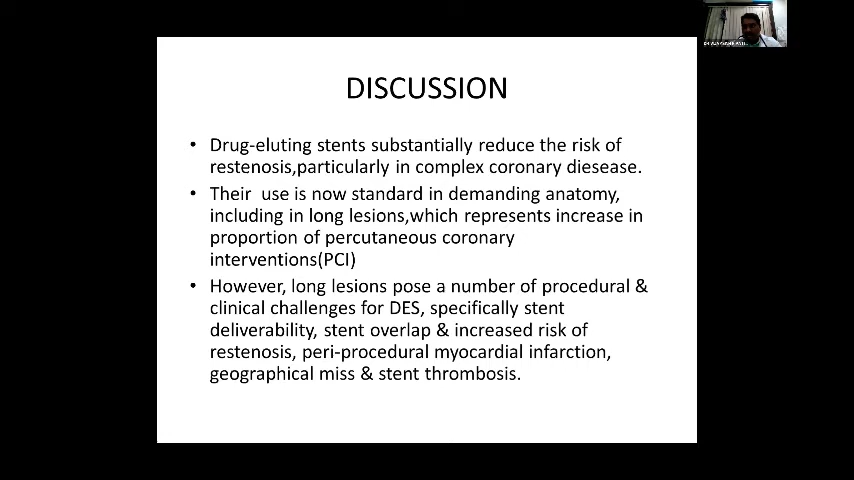 DISCUSSION
• Drug-eluting stents substantially reduce the risk of
restenosis,particularly in complex coronary diesease.
• Their use is now standard in demanding anatomy,
including in long lesions,which represents increase in
proportion of percutaneous coronary
interventions(PCI)
• However, long lesions pose a number of procedural &
clinical challenges for DES, specifically stent
deliverability, stent overlap & increased risk of
restenosis, peri-procedural myocardial infarction,
geographical miss & stent thrombosis.